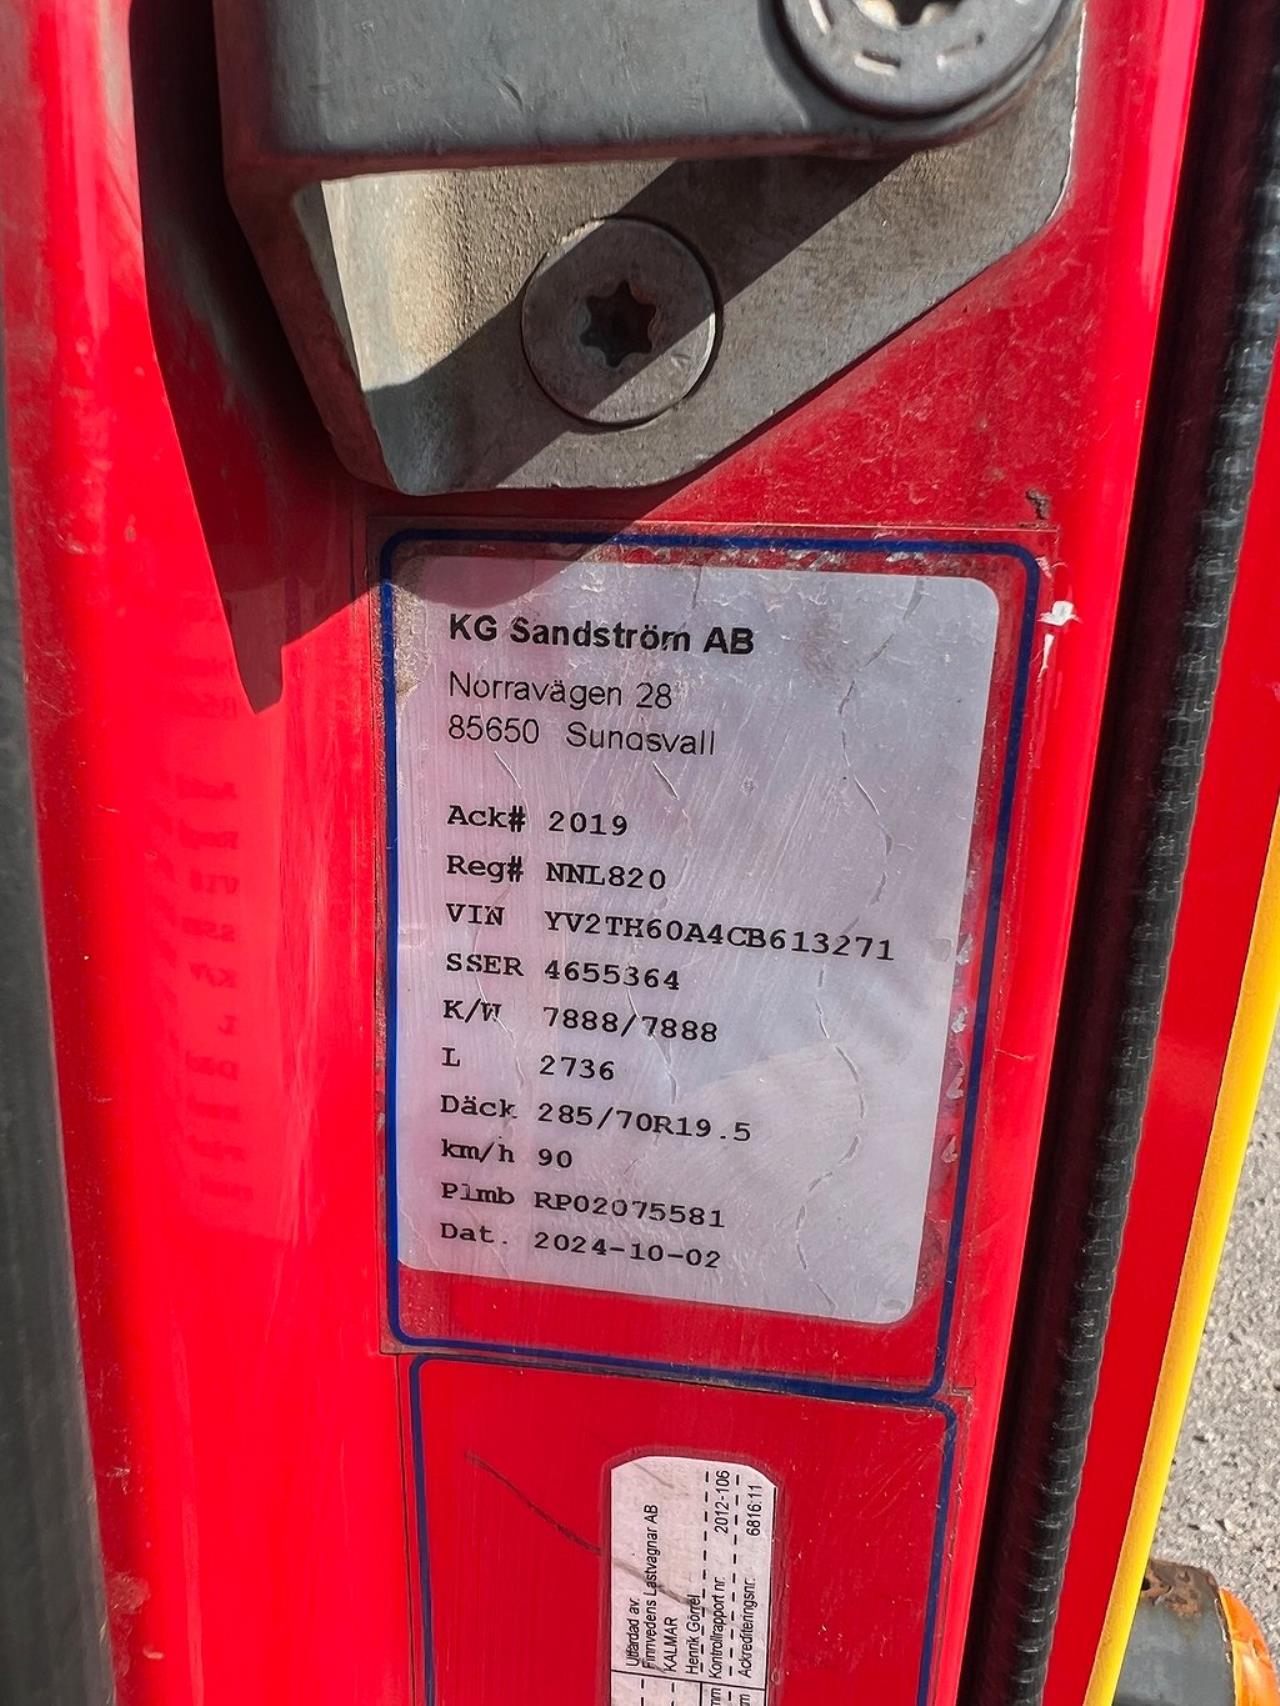 KG Sandström AB
Norravägen 28
85650 Sundsvall
Ack# 2019
Reg# NNL820
VIN YV2TH60A4CB613271
SSER 4655364
K/W 7888/7888
L 2736
Däck 285/70R19.5
km/h 90
Plmb RP02075581
Dat. 2024-10-02
Utfärdad av:
Finnvedens Lastvagnar AB
KALMAR
Henrik Görrel
Kontrollrapport nr: 2012-106
Ackrediteringsnr: 6816:11